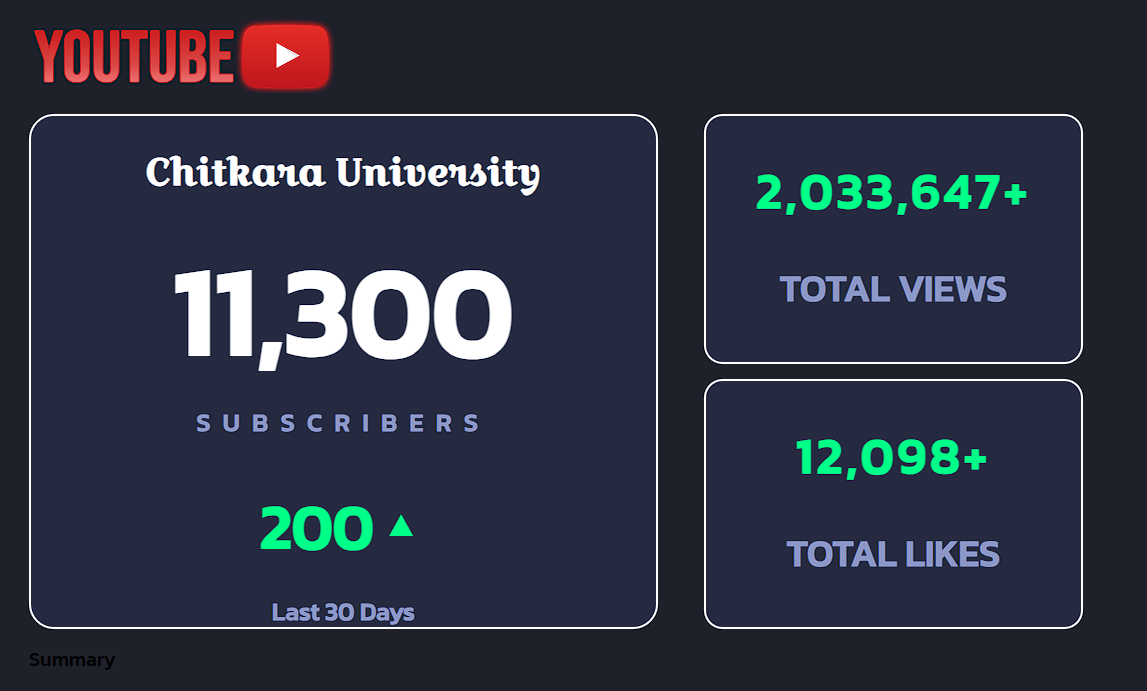 YOUTUBE
Chitkara University
11,300
SUBSCRIBERS
200 ▲
Last 30 Days
2,033,647+
TOTAL VIEWS
12,098+
TOTAL LIKES
Summary